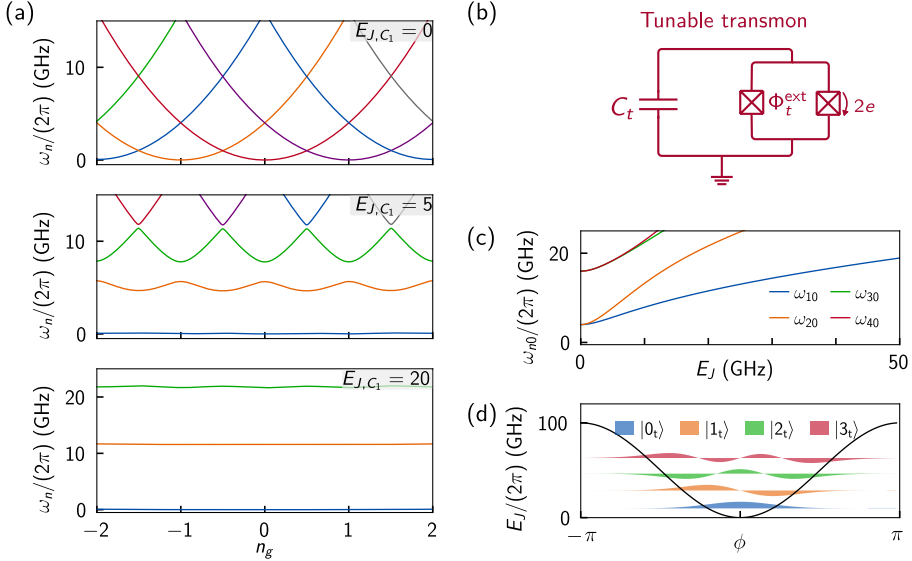 (a)
E_{J,C_1} = 0
ω_n/(2π) (GHz)
10
0
E_{J,C_1} = 5
ω_n/(2π) (GHz)
10
0
E_{J,C_1} = 20
ω_n/(2π) (GHz)
20
10
0
−2 −1 0 1 2
n_g
(b)
Tunable transmon
C_t
Φ_t^{ext}
2e
(c)
ω_{n0}/(2π) (GHz)
20
0
ω_{10} ω_{30}
ω_{20} ω_{40}
0 50
E_J (GHz)
(d)
E_J/(2π) (GHz)
100
0
|0_t⟩ |1_t⟩ |2_t⟩ |3_t⟩
−π ϕ π